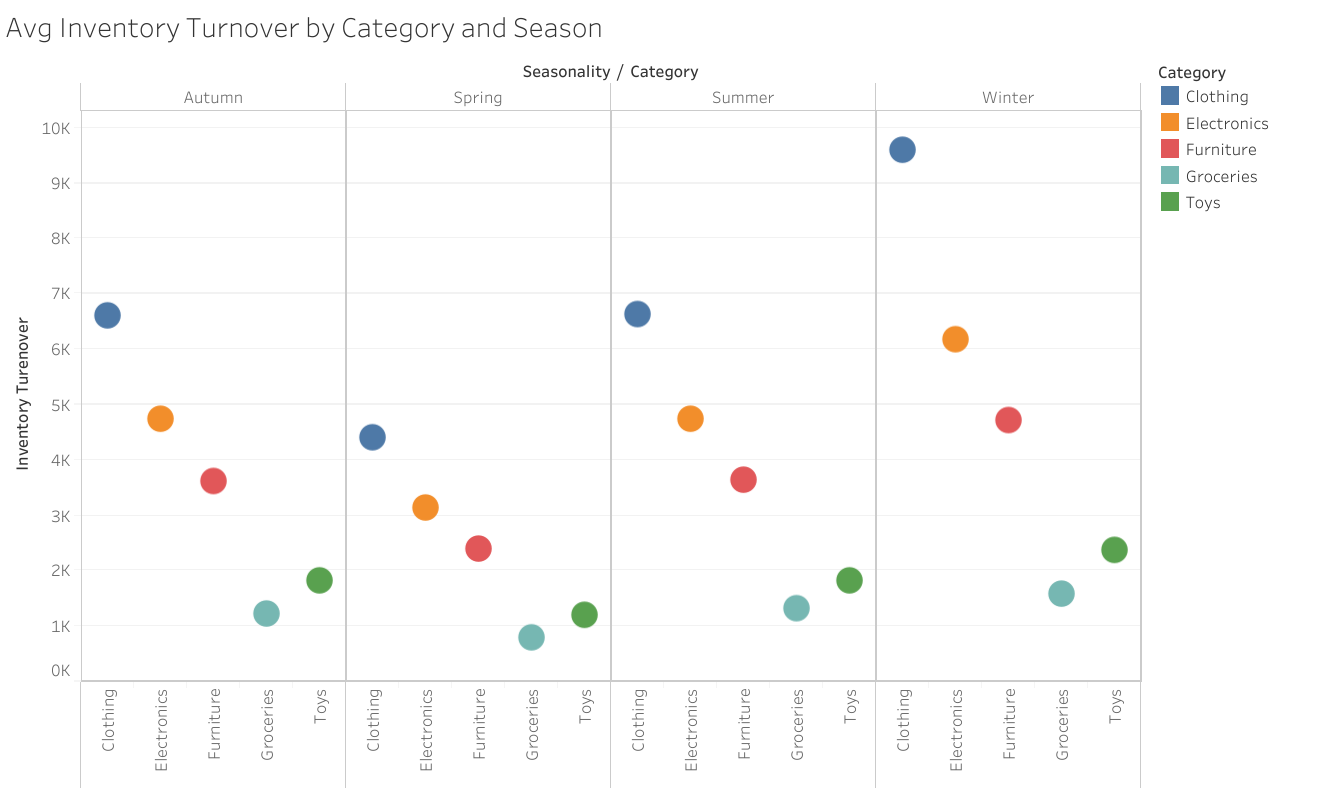 Avg Inventory Turnover by Category and Season
Seasonality / Category
Autumn Spring Summer Winter
Category
Clothing
Electronics
Furniture
Groceries
Toys
Inventory Turenover
10K
9K
8K
7K
6K
5K
4K
3K
2K
1K
0K
Clothing Electronics Furniture Groceries Toys Clothing Electronics Furniture Groceries Toys Clothing Electronics Furniture Groceries Toys Clothing Electronics Furniture Groceries Toys